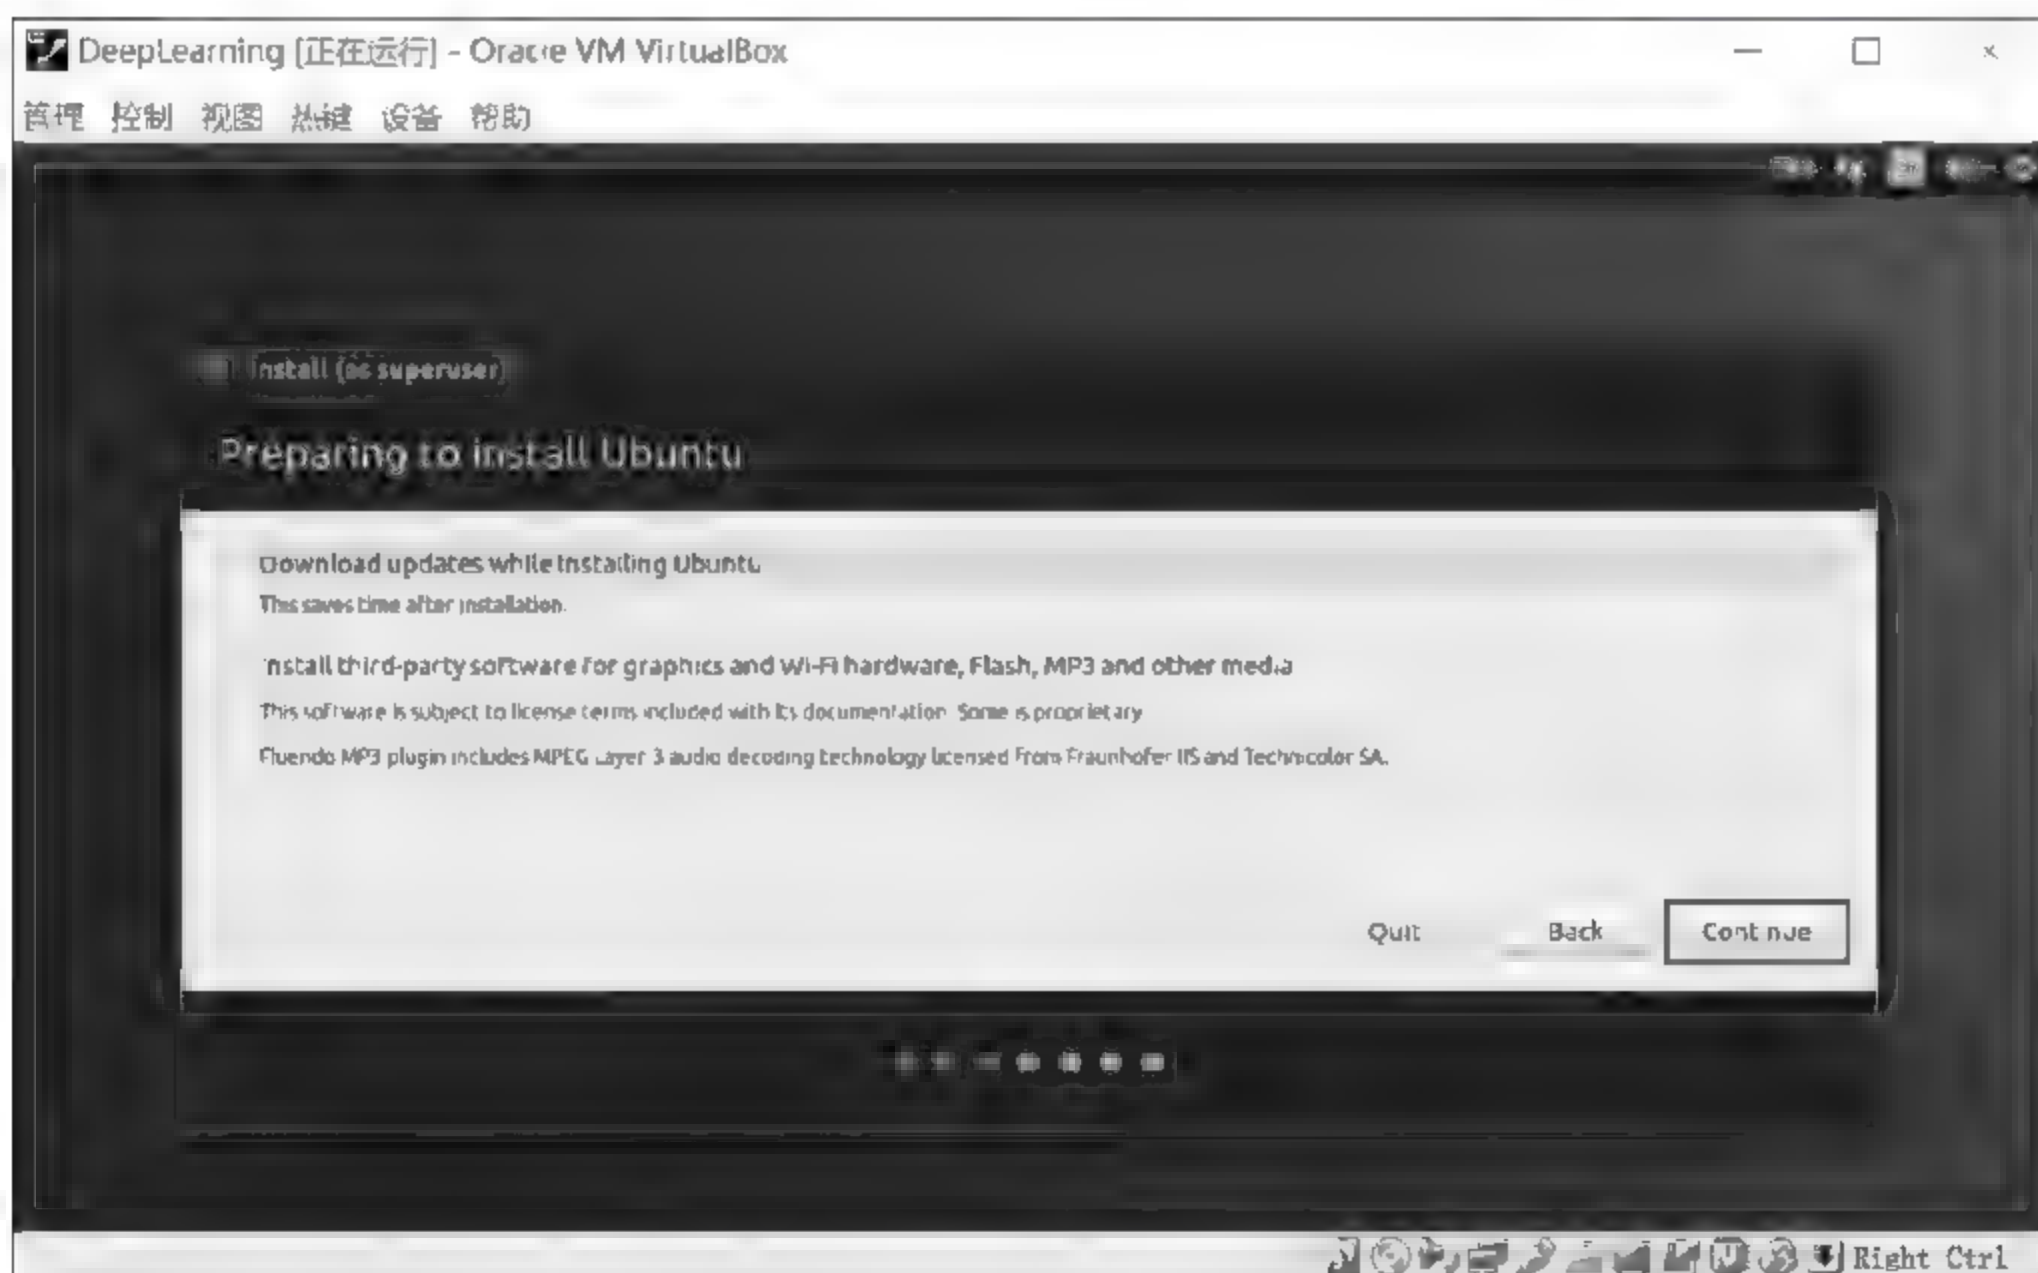 DeepLearning [正在运行] - Oracle VM VirtualBox
管理 控制 视图 热键 设备 帮助
Install (as superuser)
Preparing to install Ubuntu
Download updates while installing Ubuntu
This saves time after installation.
Install third-party software for graphics and Wi-Fi hardware, Flash, MP3 and other media
This software is subject to license terms included with its documentation. Some is proprietary.
Fluendo MP3 plugin includes MPEG Layer 3 audio decoding technology licensed from Fraunhofer IIS and Technicolor SA.
Quit Back Continue
Right Ctrl